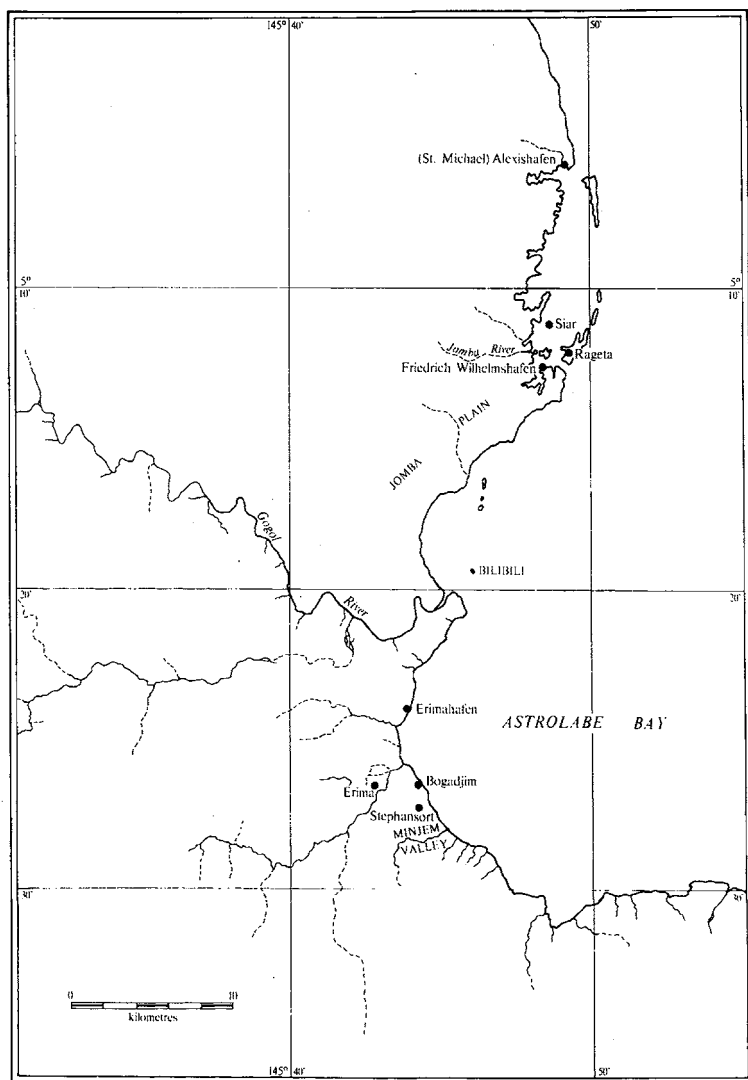 145° 40'
50'
(St. Michael) Alexishafen
5°
10'
5°
10'
Siar
Jomba River
Rageta
Friedrich Wilhelmshafen
JOMBA PLAIN
Gogol River
BILIBILI
20'
20'
Erimahafen
ASTROLABE BAY
Bogadjim
Erima
Stephansort
MINJEM
VALLEY
30'
30'
0 10
kilometres
145° 40'
50'